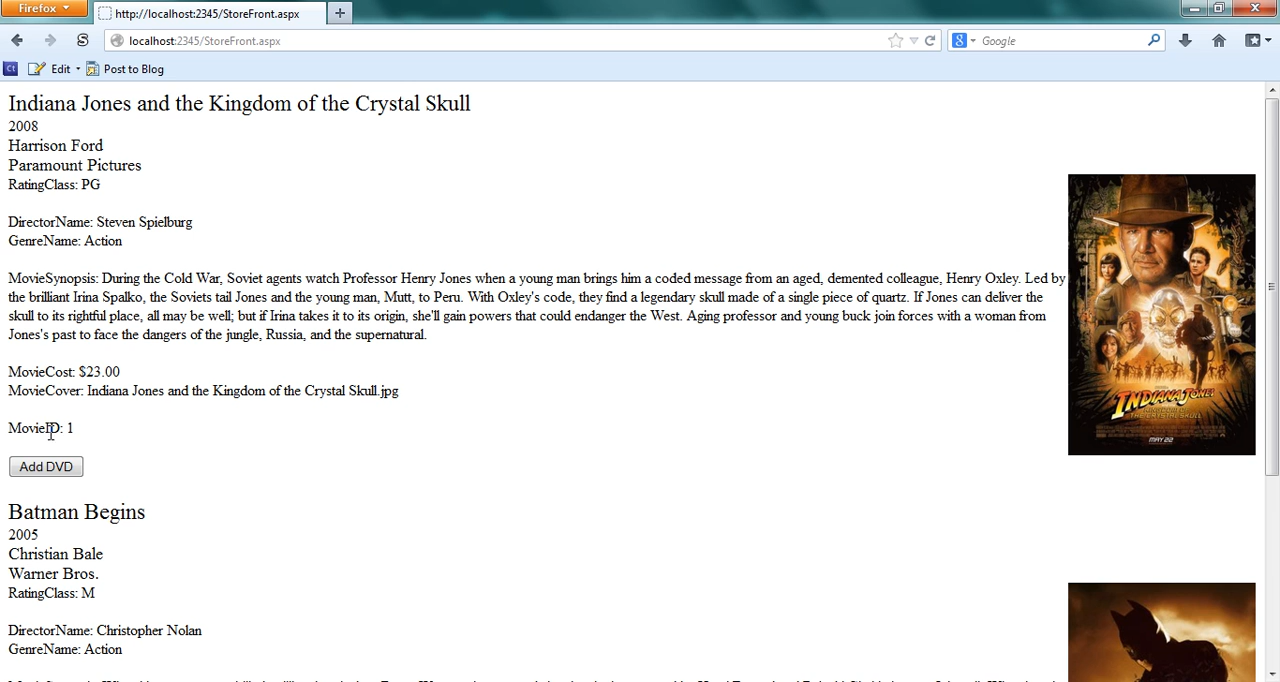 Firefox
http://localhost:2345/StoreFront.aspx
localhost:2345/StoreFront.aspx
Google
Edit
Post to Blog
Indiana Jones and the Kingdom of the Crystal Skull
2008
Harrison Ford
Paramount Pictures
RatingClass: PG
DirectorName: Steven Spielburg
GenreName: Action
MovieSynopsis: During the Cold War, Soviet agents watch Professor Henry Jones when a young man brings him a coded message from an aged, demented colleague, Henry Oxley. Led by
the brilliant Irina Spalko, the Soviets tail Jones and the young man, Mutt, to Peru. With Oxley's code, they find a legendary skull made of a single piece of quartz. If Jones can deliver the
skull to its rightful place, all may be well; but if Irina takes it to its origin, she'll gain powers that could endanger the West. Aging professor and young buck join forces with a woman from
Jones's past to face the dangers of the jungle, Russia, and the supernatural.
MovieCost: $23.00
MovieCover: Indiana Jones and the Kingdom of the Crystal Skull.jpg
MovieID: 1
Add DVD
INDIANA JONES
MAY 22
Batman Begins
2005
Christian Bale
Warner Bros.
RatingClass: M
DirectorName: Christopher Nolan
GenreName: Action